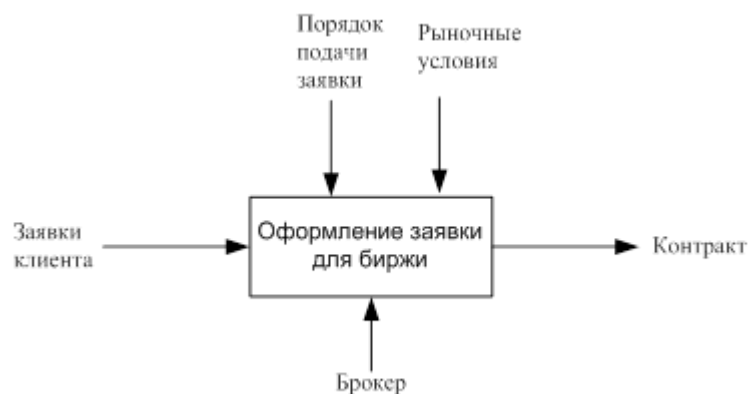 Порядок
подачи
заявки
Рыночные
условия
Заявки
клиента
Оформление заявки
для биржи
Контракт
Брокер